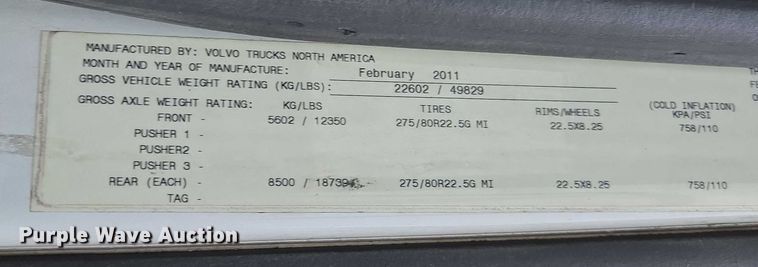 MANUFACTURED BY: VOLVO TRUCKS NORTH AMERICA
MONTH AND YEAR OF MANUFACTURE: February 2011
GROSS VEHICLE WEIGHT RATING (KG/LBS): 22602 / 49829
GROSS AXLE WEIGHT RATING: KG/LBS TIRES RIMS/WHEELS (COLD INFLATION) KPA/PSI
FRONT - 5602 / 12350 275/80R22.5G MI 22.5X8.25 758/110
PUSHER 1 -
PUSHER2 -
PUSHER 3 -
REAR (EACH) - 8500 / 18739 275/80R22.5G MI 22.5X8.25 758/110
TAG -
Purple Wave Auction